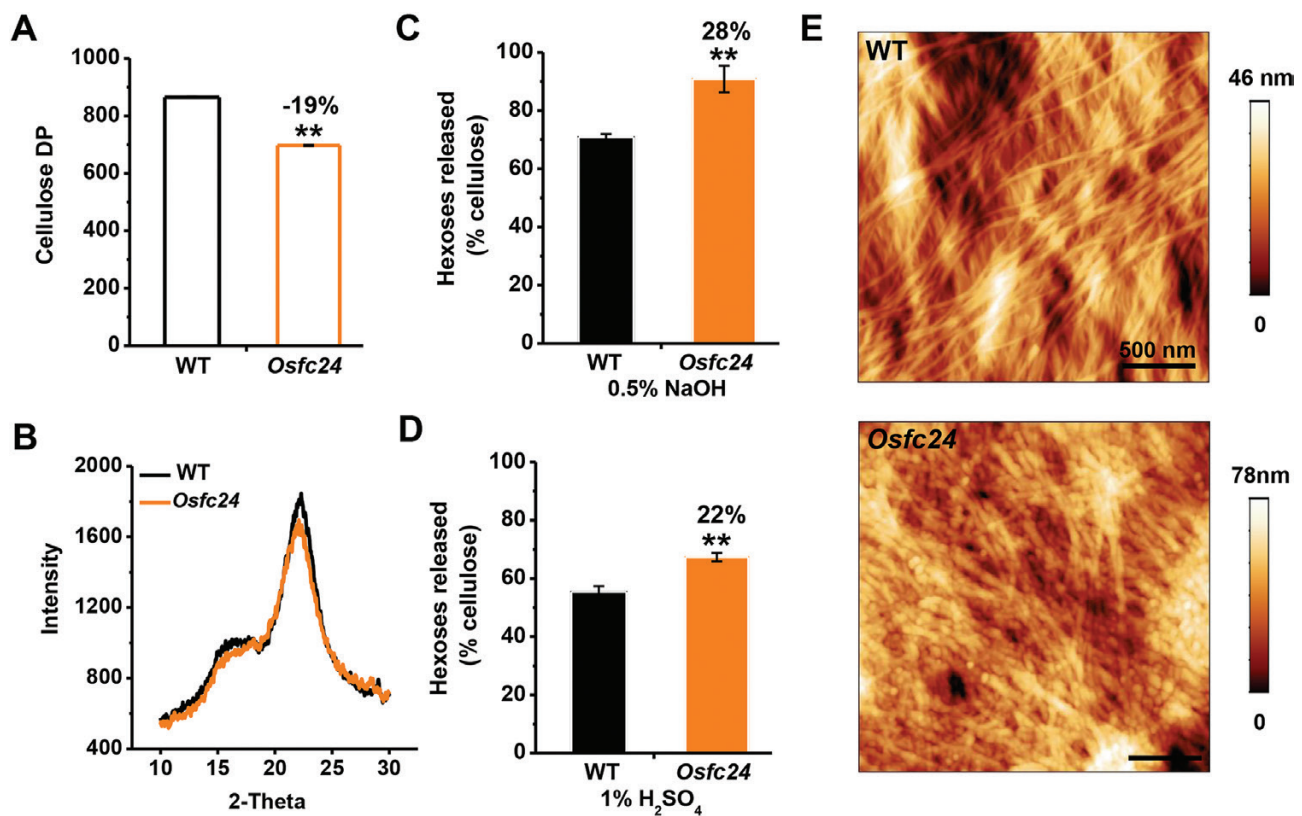 A
1000
800
600
400
200
0
Cellulose DP
-19%
**
WT
Osfc24
B
2000
1600
1200
800
400
Intensity
WT
Osfc24
10 15 20 25 30
2-Theta
C
100
80
60
40
20
0
Hexoses released
(% cellulose)
28%
**
WT
Osfc24
0.5% NaOH
D
100
80
60
40
20
0
Hexoses released
(% cellulose)
22%
**
WT
Osfc24
1% H₂SO₄
E
WT
500 nm
46 nm
0
Osfc24
78nm
0